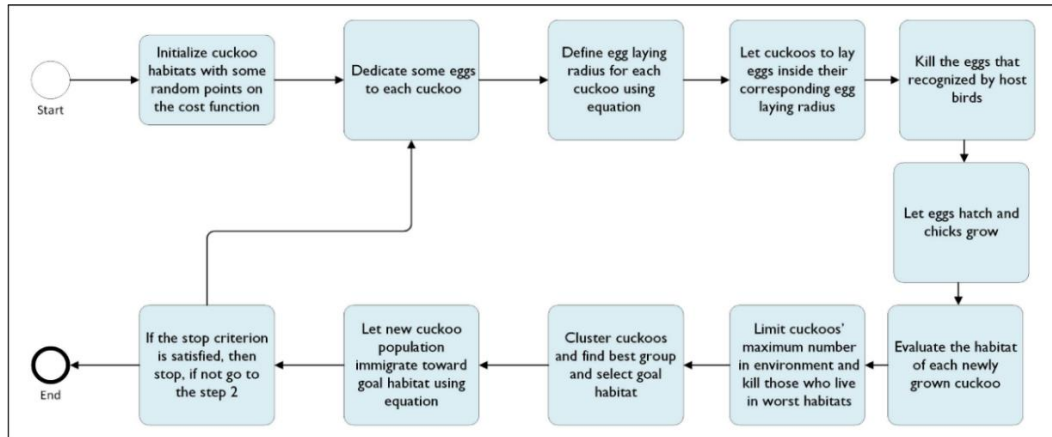 Start
Initialize cuckoo
habitats with some
random points on
the cost function
Dedicate some eggs
to each cuckoo
Define egg laying
radius for each
cuckoo using
equation
Let cuckoos to lay
eggs inside their
corresponding egg
laying radius
Kill the eggs that
recognized by host
birds
Let eggs hatch and
chicks grow
Evaluate the habitat
of each newly
grown cuckoo
Limit cuckoos'
maximum number
in environment and
kill those who live
in worst habitats
Cluster cuckoos
and find best group
and select goal
habitat
Let new cuckoo
population
immigrate toward
goal habitat using
equation
If the stop criterion
is satisfied, then
stop, if not go to
the step 2
End